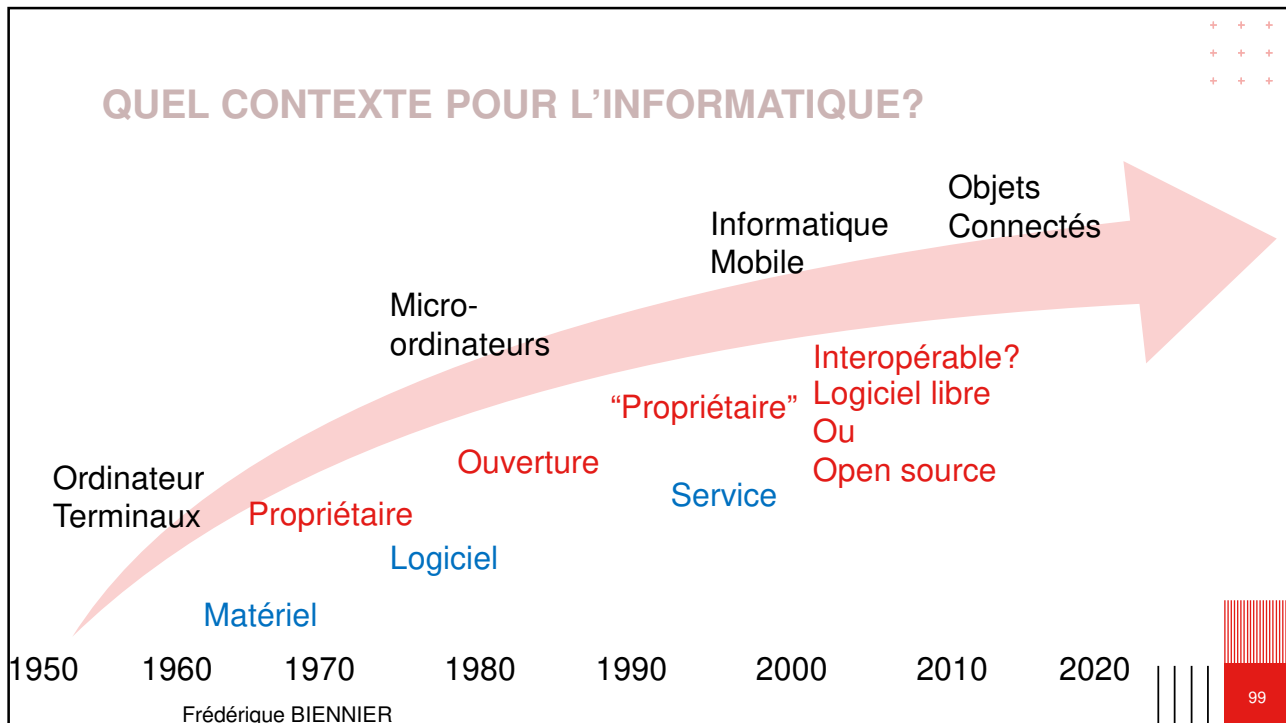 QUEL CONTEXTE POUR L'INFORMATIQUE?
Objets
Connectés
Informatique
Mobile
Micro-
ordinateurs
Interopérable?
Logiciel libre
Ou
Open source
“Propriétaire”
Ouverture
Service
Ordinateur
Terminaux
Propriétaire
Logiciel
Matériel
1950 1960 1970 1980 1990 2000 2010 2020
Frédérique BIENNIER
99